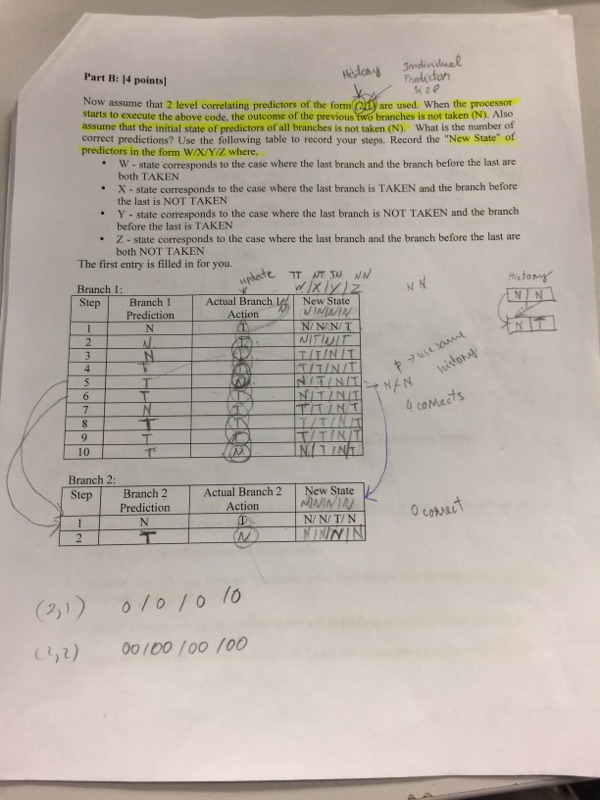 Part B: [4 points]
History
Individual
Predictor
Size
Now assume that 2 level correlating predictors of the form (2,1) are used. When the processor
starts to execute the above code, the outcome of the previous two branches is not taken (N). Also
assume that the initial state of predictors of all branches is not taken (N). What is the number of
correct predictions? Use the following table to record your steps. Record the "New State" of
predictors in the form W/X/Y/Z where,
• W - state corresponds to the case where the last branch and the branch before the last are
both TAKEN
• X - state corresponds to the case where the last branch is TAKEN and the branch before
the last is NOT TAKEN
• Y - state corresponds to the case where the last branch is NOT TAKEN and the branch
before the last is TAKEN
• Z - state corresponds to the case where the last branch and the branch before the last are
both NOT TAKEN
The first entry is filled in for you.
update TT NT TN NN
W/X/Y/Z
NN
History
N N
N T
Branch 1:
Step Branch 1 Prediction Actual Branch 1 Action New State
N/N/N/N
1 N T N/N/N/T
2 N T N/T/N/T
3 N T T/T/N/T
4 T T T/T/N/T
5 T N N/T/N/T → N/N
6 T T N/T/N/T
7 N T T/T/N/T
8 T T T/T/N/T
9 T T T/T/N/T
10 T N N/T/N/T
use same
history
4 corrects
Branch 2:
Step Branch 2 Prediction Actual Branch 2 Action New State
N/N/N/N
1 N T N/N/T/N
2 T N N/N/N/N
0 correct
(2,1) 0/0/0/0
(2,2) 00/00/00/00